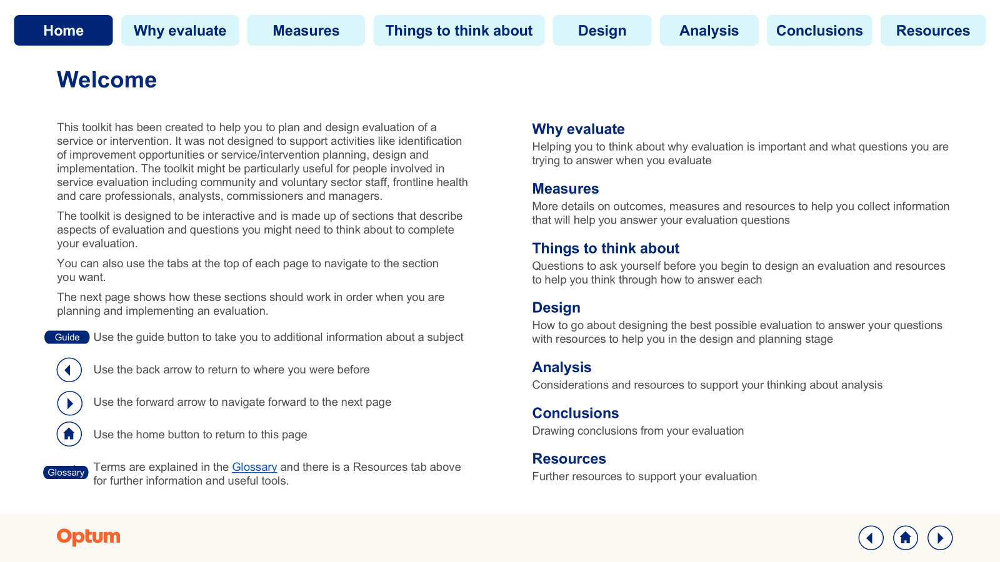 Home
Why evaluate
Measures
Things to think about
Design
Analysis
Conclusions
Resources
Welcome
This toolkit has been created to help you to plan and design evaluation of a
service or intervention. It was not designed to support activities like identification
of improvement opportunities or service/intervention planning, design and
implementation. The toolkit might be particularly useful for people involved in
service evaluation including community and voluntary sector staff, frontline health
and care professionals, analysts, commissioners and managers.
The toolkit is designed to be interactive and is made up of sections that describe
aspects of evaluation and questions you might need to think about to complete
your evaluation.
You can also use the tabs at the top of each page to navigate to the section
you want.
The next page shows how these sections should work in order when you are
planning and implementing an evaluation.
Guide
Use the guide button to take you to additional information about a subject
Use the back arrow to return to where you were before
Use the forward arrow to navigate forward to the next page
Use the home button to return to this page
Glossary
Terms are explained in the Glossary and there is a Resources tab above
for further information and useful tools.
Why evaluate
Helping you to think about why evaluation is important and what questions you are
trying to answer when you evaluate
Measures
More details on outcomes, measures and resources to help you collect information
that will help you answer your evaluation questions
Things to think about
Questions to ask yourself before you begin to design an evaluation and resources
to help you think through how to answer each
Design
How to go about designing the best possible evaluation to answer your questions
with resources to help you in the design and planning stage
Analysis
Considerations and resources to support your thinking about analysis
Conclusions
Drawing conclusions from your evaluation
Resources
Further resources to support your evaluation
Optum